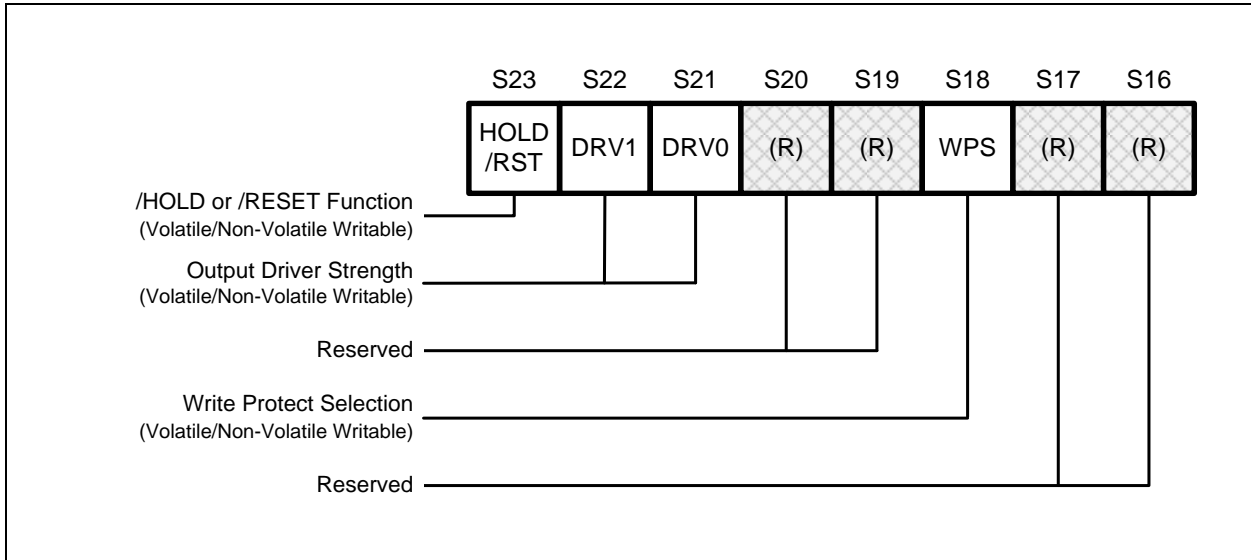 S23 S22 S21 S20 S19 S18 S17 S16
HOLD
/RST
DRV1 DRV0 (R) (R) WPS (R) (R)
/HOLD or /RESET Function
(Volatile/Non-Volatile Writable)
Output Driver Strength
(Volatile/Non-Volatile Writable)
Reserved
Write Protect Selection
(Volatile/Non-Volatile Writable)
Reserved